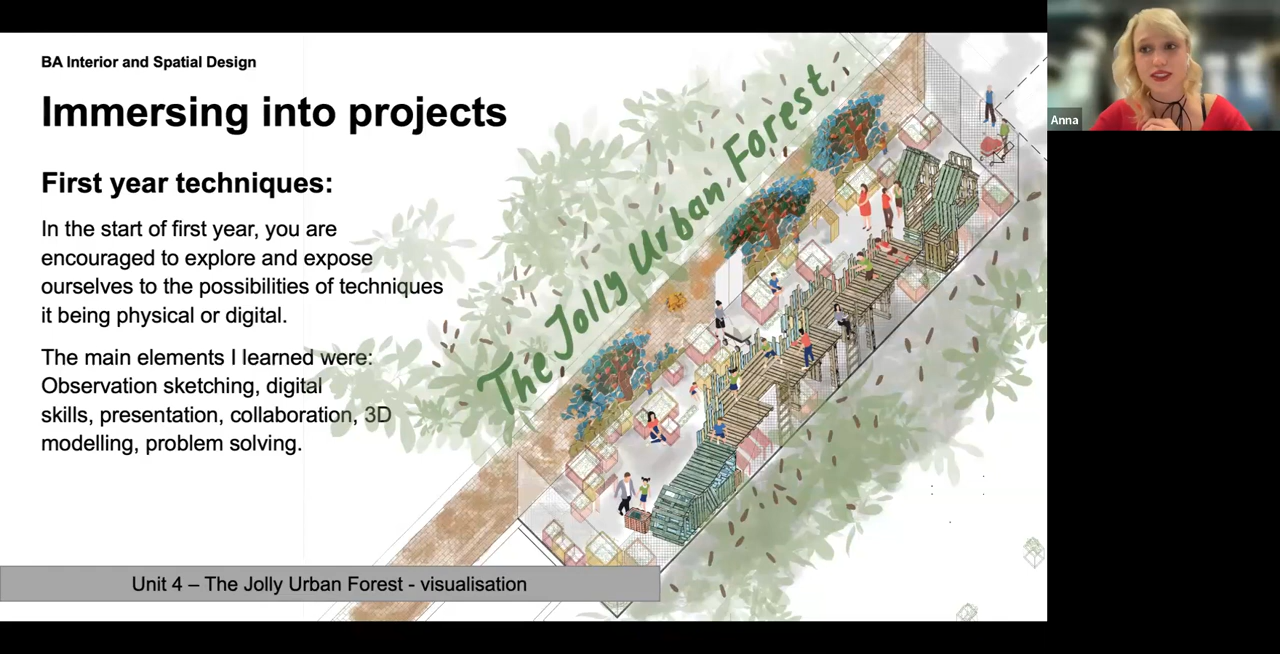 BA Interior and Spatial Design
Immersing into projects
First year techniques:
In the start of first year, you are
encouraged to explore and expose
ourselves to the possibilities of techniques
it being physical or digital.
The main elements I learned were:
Observation sketching, digital
skills, presentation, collaboration, 3D
modelling, problem solving.
The Jolly Urban Forest
Unit 4 – The Jolly Urban Forest - visualisation
Anna